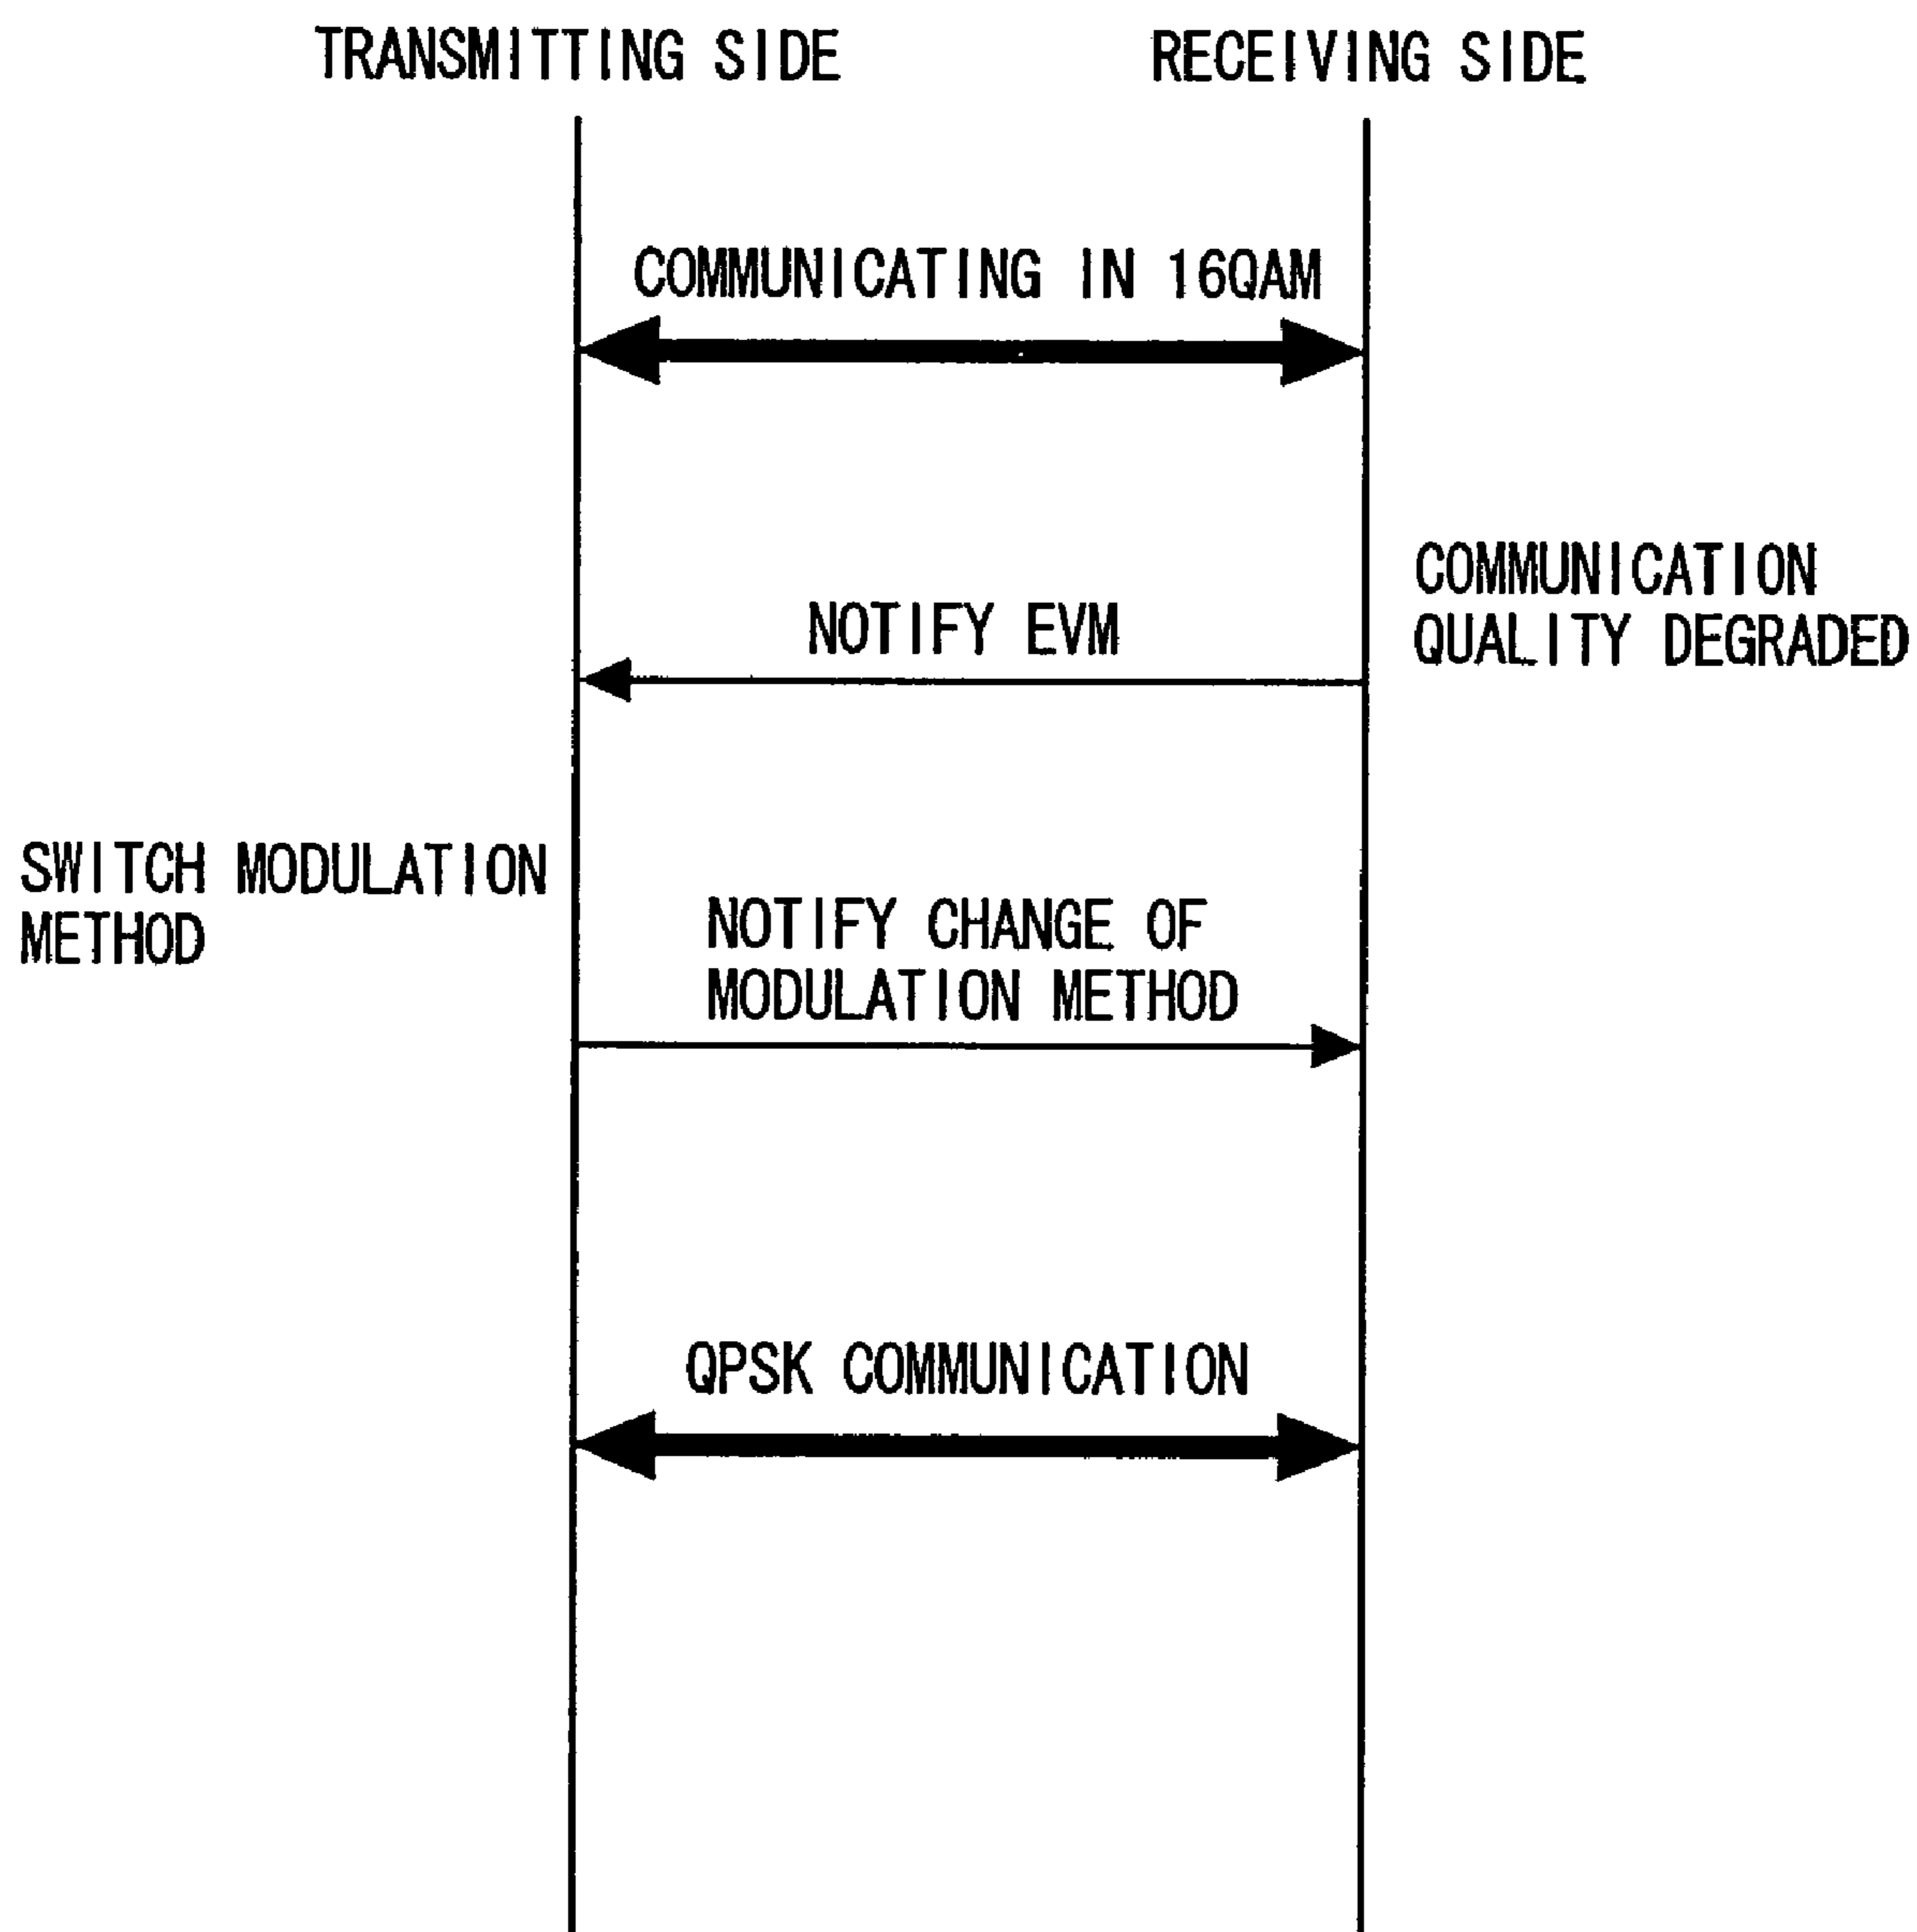 TRANSMITTING SIDE
RECEIVING SIDE
COMMUNICATING IN 16QAM
COMMUNICATION
QUALITY DEGRADED
NOTIFY EVM
SWITCH MODULATION
METHOD
NOTIFY CHANGE OF
MODULATION METHOD
QPSK COMMUNICATION